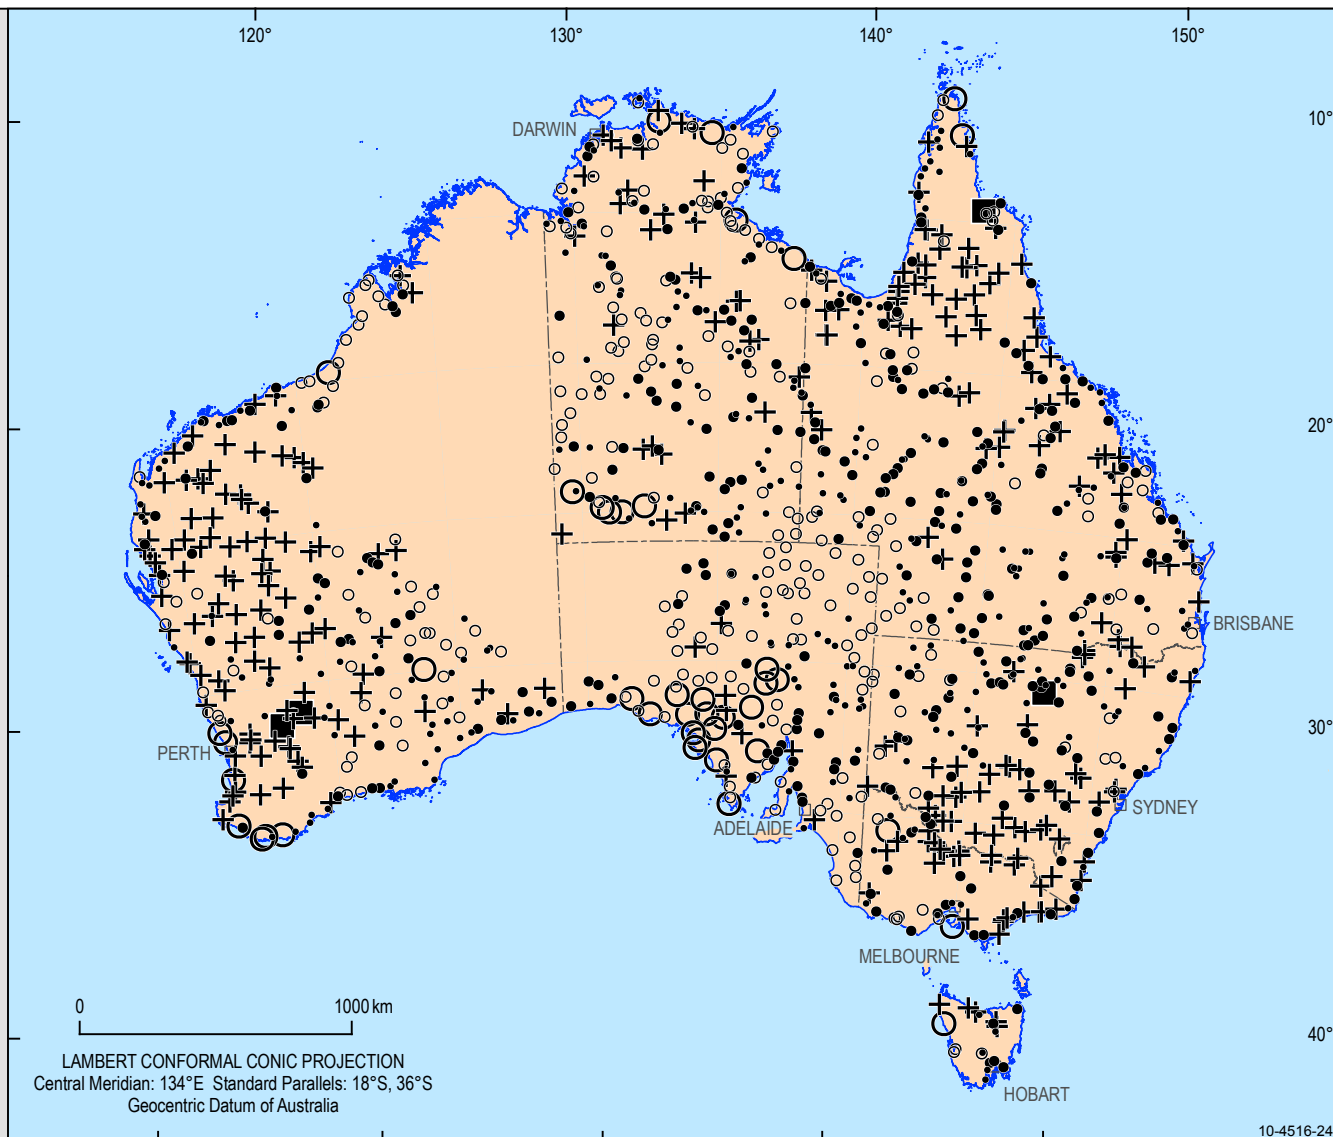 120°
130°
140°
150°
10°
DARWIN
20°
BRISBANE
30°
PERTH
SYDNEY
ADELAIDE
MELBOURNE
0
1000 km
40°
LAMBERT CONFORMAL CONIC PROJECTION
Central Meridian: 134°E Standard Parallels: 18°S, 36°S
Geocentric Datum of Australia
HOBART
10-4516-24